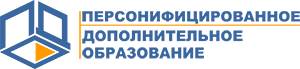 ПЕРСОНИФИЦИРОВАННОЕ
ДОПОЛНИТЕЛЬНОЕ
ОБРАЗОВАНИЕ